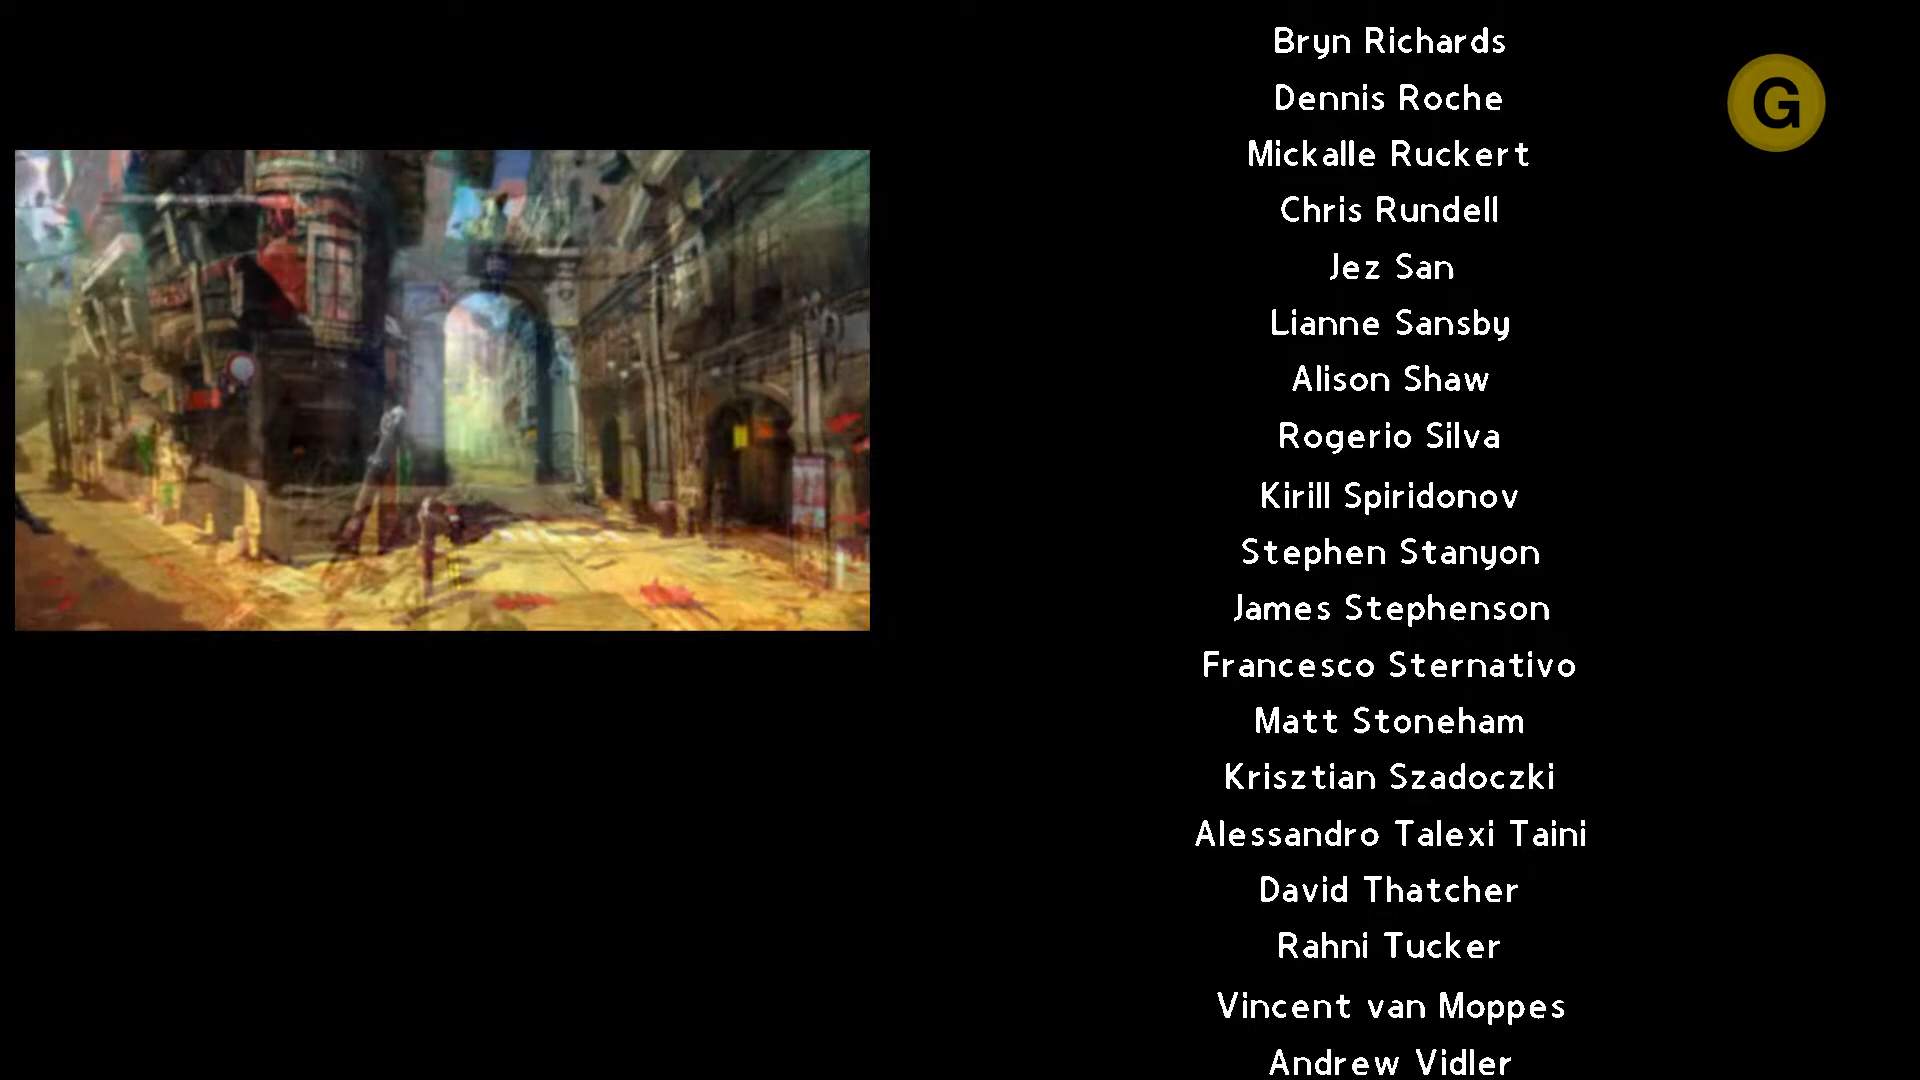 Bryn Richards
Dennis Roche
Mickalle Ruckert
Chris Rundell
Jez San
Lianne Sansby
Alison Shaw
Rogerio Silva
Kirill Spiridonov
Stephen Stanyon
James Stephenson
Francesco Sternativo
Matt Stoneham
Krisztian Szadoczki
Alessandro Talexi Taini
David Thatcher
Rahni Tucker
Vincent van Moppes
Andrew Vidler
G